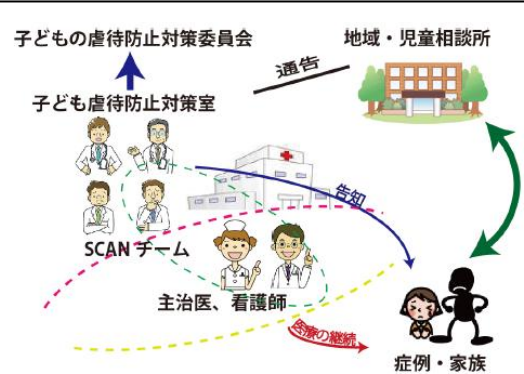 子どもの虐待防止対策委員会
地域・児童相談所
通告
子ども虐待防止対策室
告知
SCAN チーム
主治医、看護師
医療の継続
症例・家族